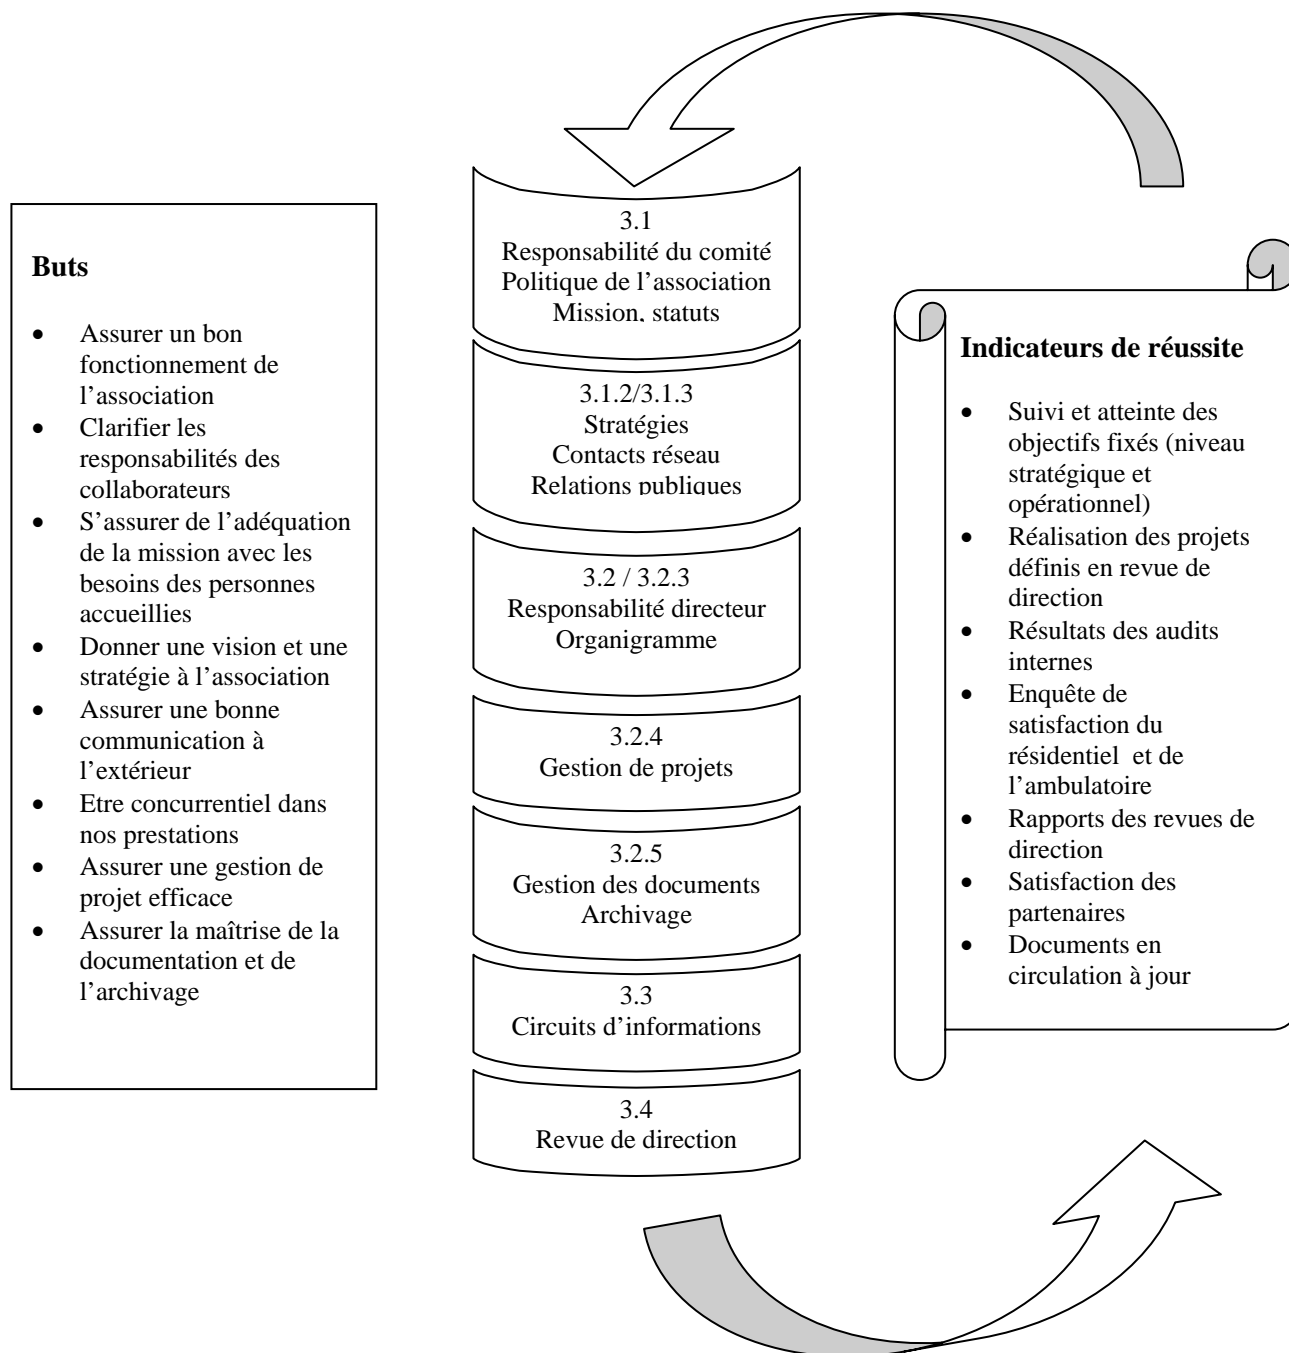 Buts
• Assurer un bon
fonctionnement de
l’association
• Clarifier les
responsabilités des
collaborateurs
• S’assurer de l’adéquation
de la mission avec les
besoins des personnes
accueillies
• Donner une vision et une
stratégie à l’association
• Assurer une bonne
communication à
l’extérieur
• Etre concurrentiel dans
nos prestations
• Assurer une gestion de
projet efficace
• Assurer la maîtrise de la
documentation et de
l’archivage
3.1
Responsabilité du comité
Politique de l’association
Mission, statuts
3.1.2/3.1.3
Stratégies
Contacts réseau
Relations publiques
3.2 / 3.2.3
Responsabilité directeur
Organigramme
3.2.4
Gestion de projets
3.2.5
Gestion des documents
Archivage
3.3
Circuits d’informations
3.4
Revue de direction
Indicateurs de réussite
• Suivi et atteinte des
objectifs fixés (niveau
stratégique et
opérationnel)
• Réalisation des projets
définis en revue de
direction
• Résultats des audits
internes
• Enquête de
satisfaction du
résidentiel et de
l’ambulatoire
• Rapports des revues de
direction
• Satisfaction des
partenaires
• Documents en
circulation à jour